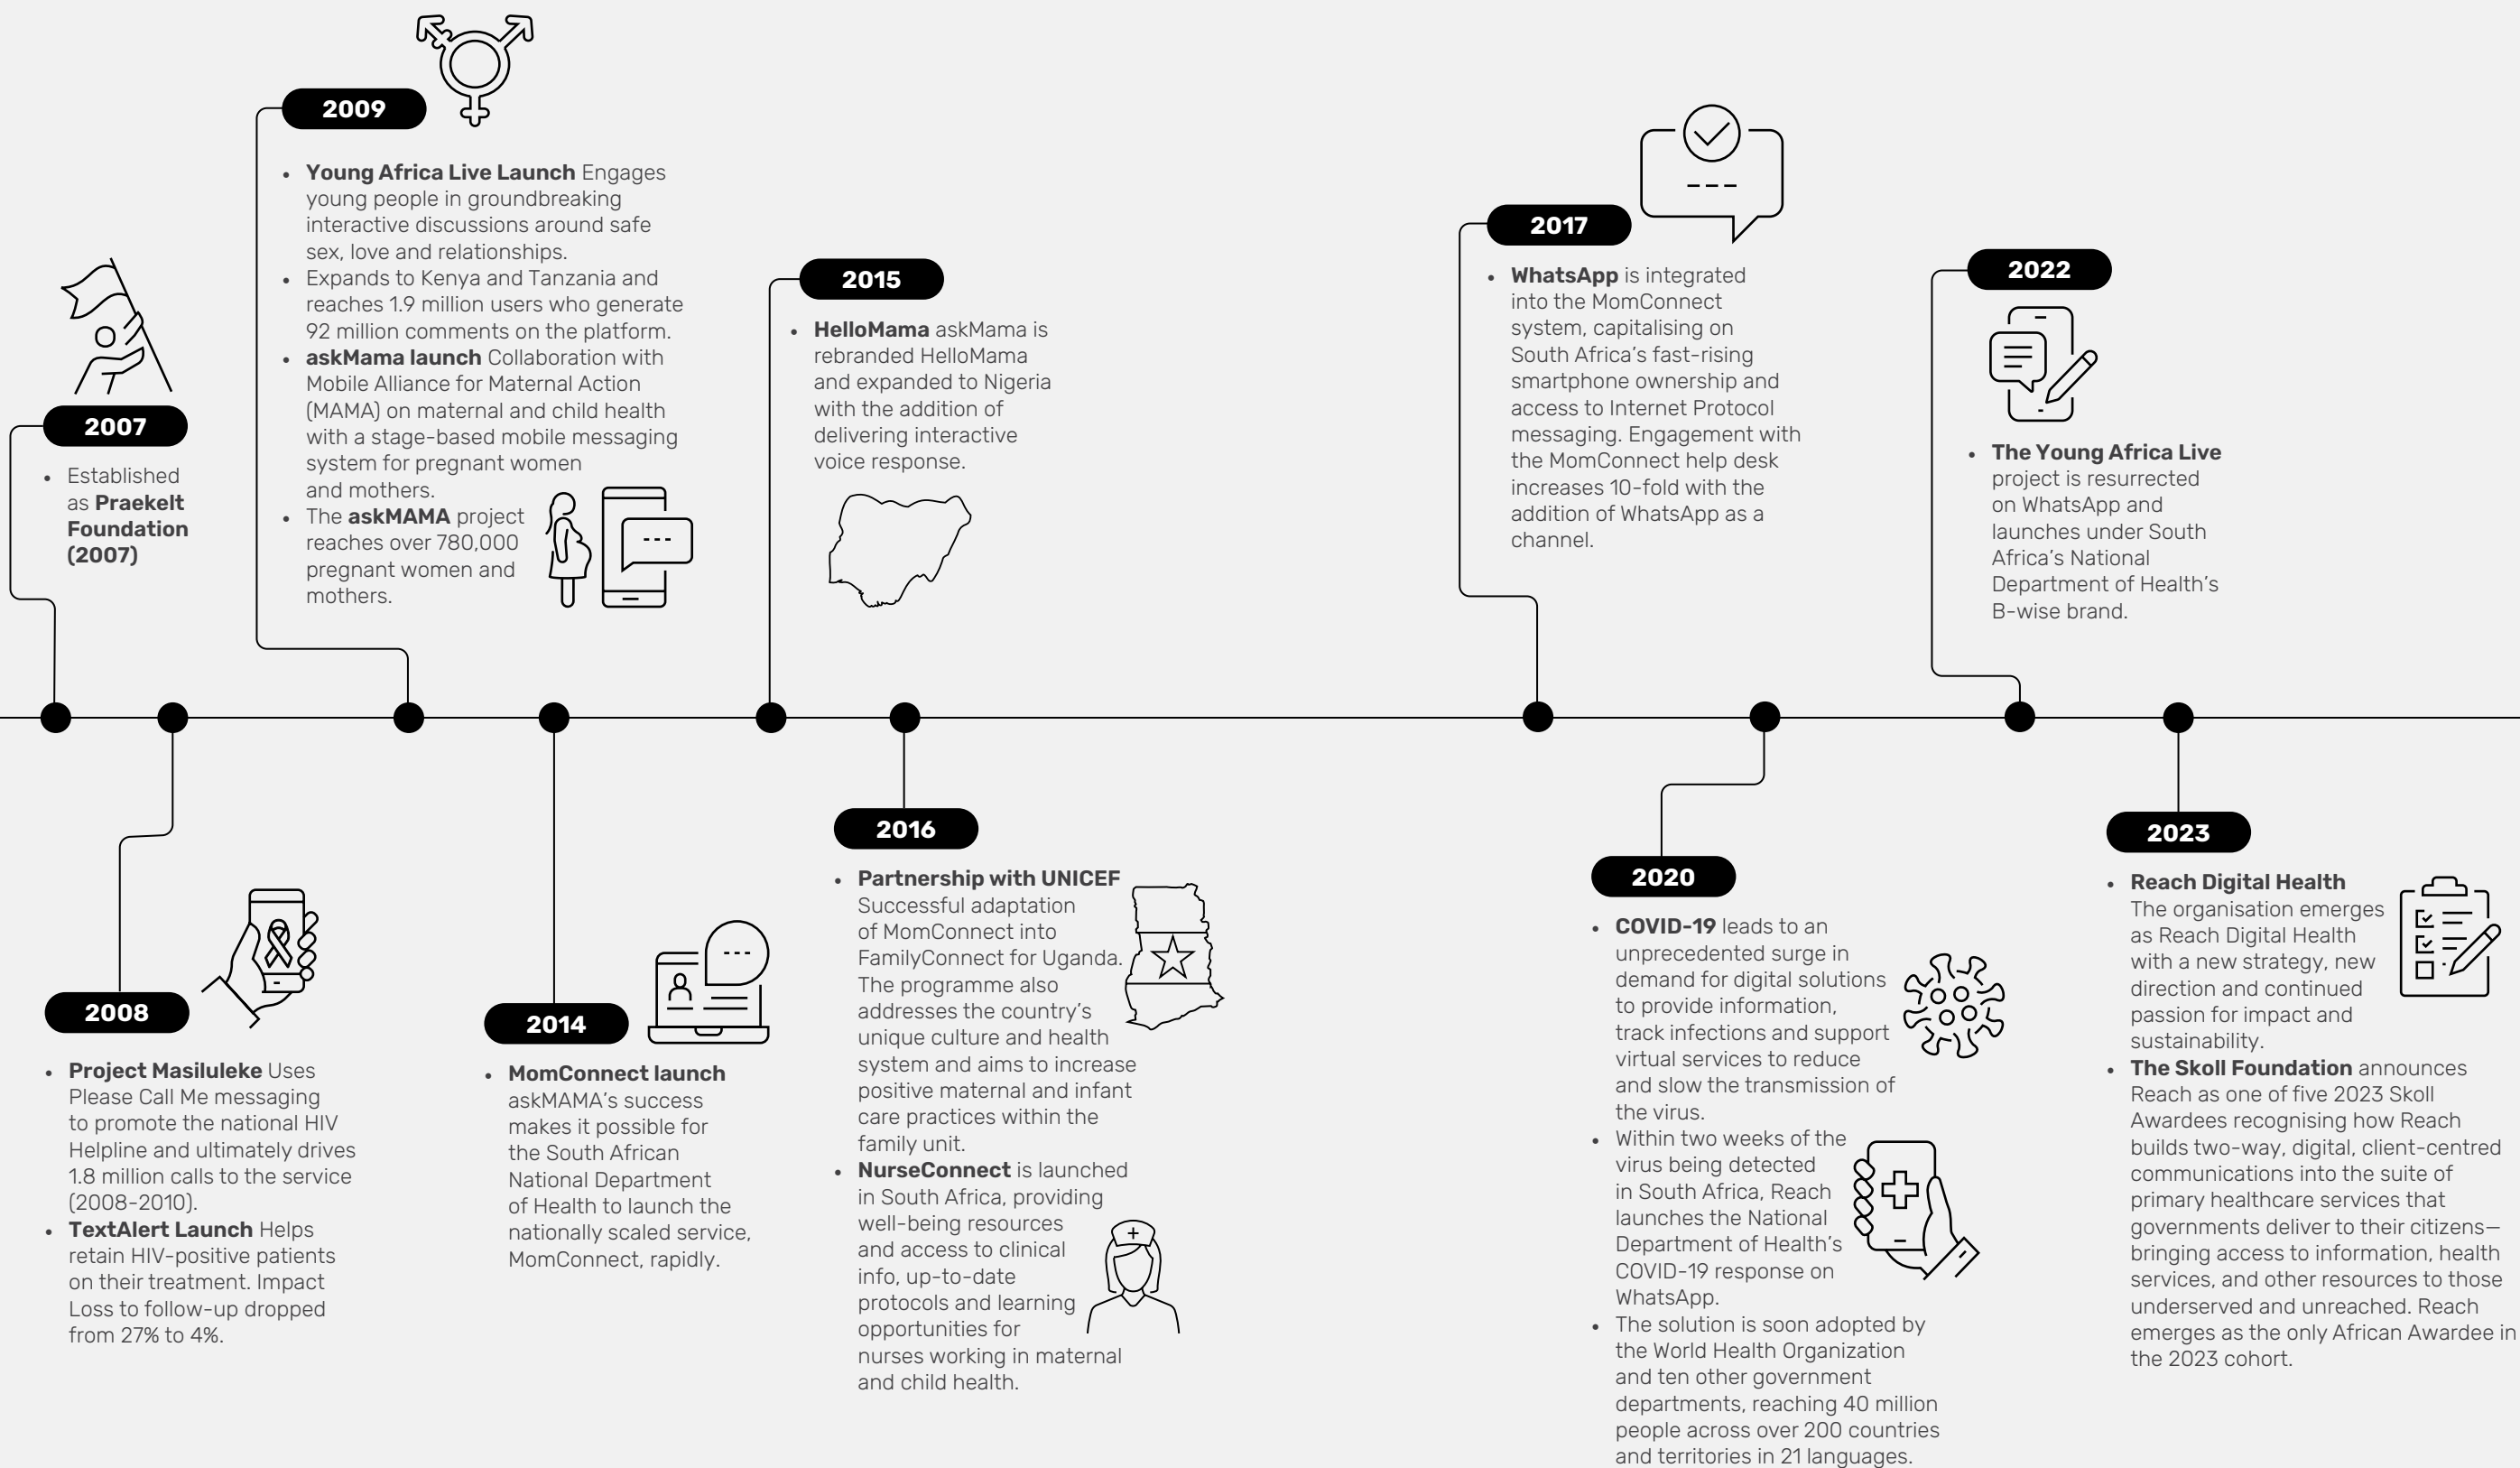 2007
Established
as Praekelt
Foundation
(2007)
2008
Project Masiluleke Uses
Please Call Me messaging
to promote the national HIV
Helpline and ultimately drives
1.8 million calls to the service
(2008-2010).
TextAlert Launch Helps
retain HIV-positive patients
on their treatment. Impact
Loss to follow-up dropped
from 27% to 4%.
2009
Young Africa Live Launch Engages
young people in groundbreaking
interactive discussions around safe
sex, love and relationships.
Expands to Kenya and Tanzania and
reaches 1.9 million users who generate
92 million comments on the platform.
askMama launch Collaboration with
Mobile Alliance for Maternal Action
(MAMA) on maternal and child health
with a stage-based mobile messaging
system for pregnant women
and mothers.
The askMAMA project
reaches over 780,000
pregnant women and
mothers.
2014
MomConnect launch
askMAMA's success
makes it possible for
the South African
National Department
of Health to launch the
nationally scaled service,
MomConnect, rapidly.
2015
HelloMama askMama is
rebranded HelloMama
and expanded to Nigeria
with the addition of
delivering interactive
voice response.
2016
Partnership with UNICEF
Successful adaptation
of MomConnect into
FamilyConnect for Uganda.
The programme also
addresses the country's
unique culture and health
system and aims to increase
positive maternal and infant
care practices within the
family unit.
NurseConnect is launched
in South Africa, providing
well-being resources
and access to clinical
info, up-to-date
protocols and learning
opportunities for
nurses working in maternal
and child health.
2017
WhatsApp is integrated
into the MomConnect
system, capitalising on
South Africa's fast-rising
smartphone ownership and
access to Internet Protocol
messaging. Engagement with
the MomConnect help desk
increases 10-fold with the
addition of WhatsApp as a
channel.
2020
COVID-19 leads to an
unprecedented surge in
demand for digital solutions
to provide information,
track infections and support
virtual services to reduce
and slow the transmission of
the virus.
Within two weeks of the
virus being detected
in South Africa, Reach
launches the National
Department of Health's
COVID-19 response on
WhatsApp.
The solution is soon adopted by
the World Health Organization
and ten other government
departments, reaching 40 million
people across over 200 countries
and territories in 21 languages.
2022
The Young Africa Live
project is resurrected
on WhatsApp and
launches under South
Africa's National
Department of Health's
B-wise brand.
2023
Reach Digital Health
The organisation emerges
as Reach Digital Health
with a new strategy, new
direction and continued
passion for impact and
sustainability.
The Skoll Foundation announces
Reach as one of five 2023 Skoll
Awardees recognising how Reach
builds two-way, digital, client-centred
communications into the suite of
primary healthcare services that
governments deliver to their citizens—
bringing access to information, health
services, and other resources to those
underserved and unreached. Reach
emerges as the only African Awardee in
the 2023 cohort.